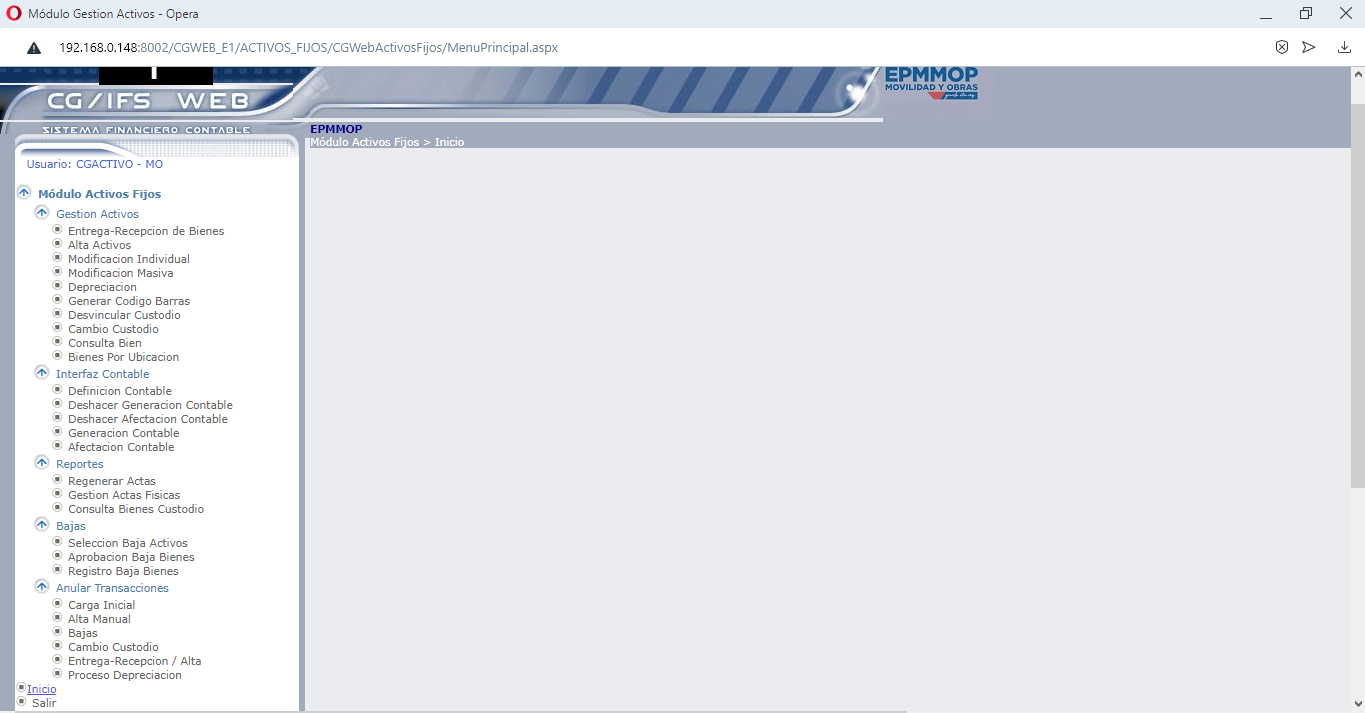 Módulo Gestion Activos - Opera
192.168.0.148:8002/CGWEB_E1/ACTIVOS_FIJOS/CGWebActivosFijos/MenuPrincipal.aspx
CG/IFS WEB
SISTEMA FINANCIERO CONTABLE
EPMMOP
MOVILIDAD Y OBRAS
EPMMOP
Módulo Activos Fijos > Inicio
Usuario: CGACTIVO - MO
Módulo Activos Fijos
Gestion Activos
Entrega-Recepcion de Bienes
Alta Activos
Modificacion Individual
Modificacion Masiva
Depreciacion
Generar Codigo Barras
Desvincular Custodio
Cambio Custodio
Consulta Bien
Bienes Por Ubicacion
Interfaz Contable
Definicion Contable
Deshacer Generacion Contable
Deshacer Afectacion Contable
Generacion Contable
Afectacion Contable
Reportes
Regenerar Actas
Gestion Actas Fisicas
Consulta Bienes Custodio
Bajas
Seleccion Baja Activos
Aprobacion Baja Bienes
Registro Baja Bienes
Anular Transacciones
Carga Inicial
Alta Manual
Bajas
Cambio Custodio
Entrega-Recepcion / Alta
Proceso Depreciacion
Inicio
Salir